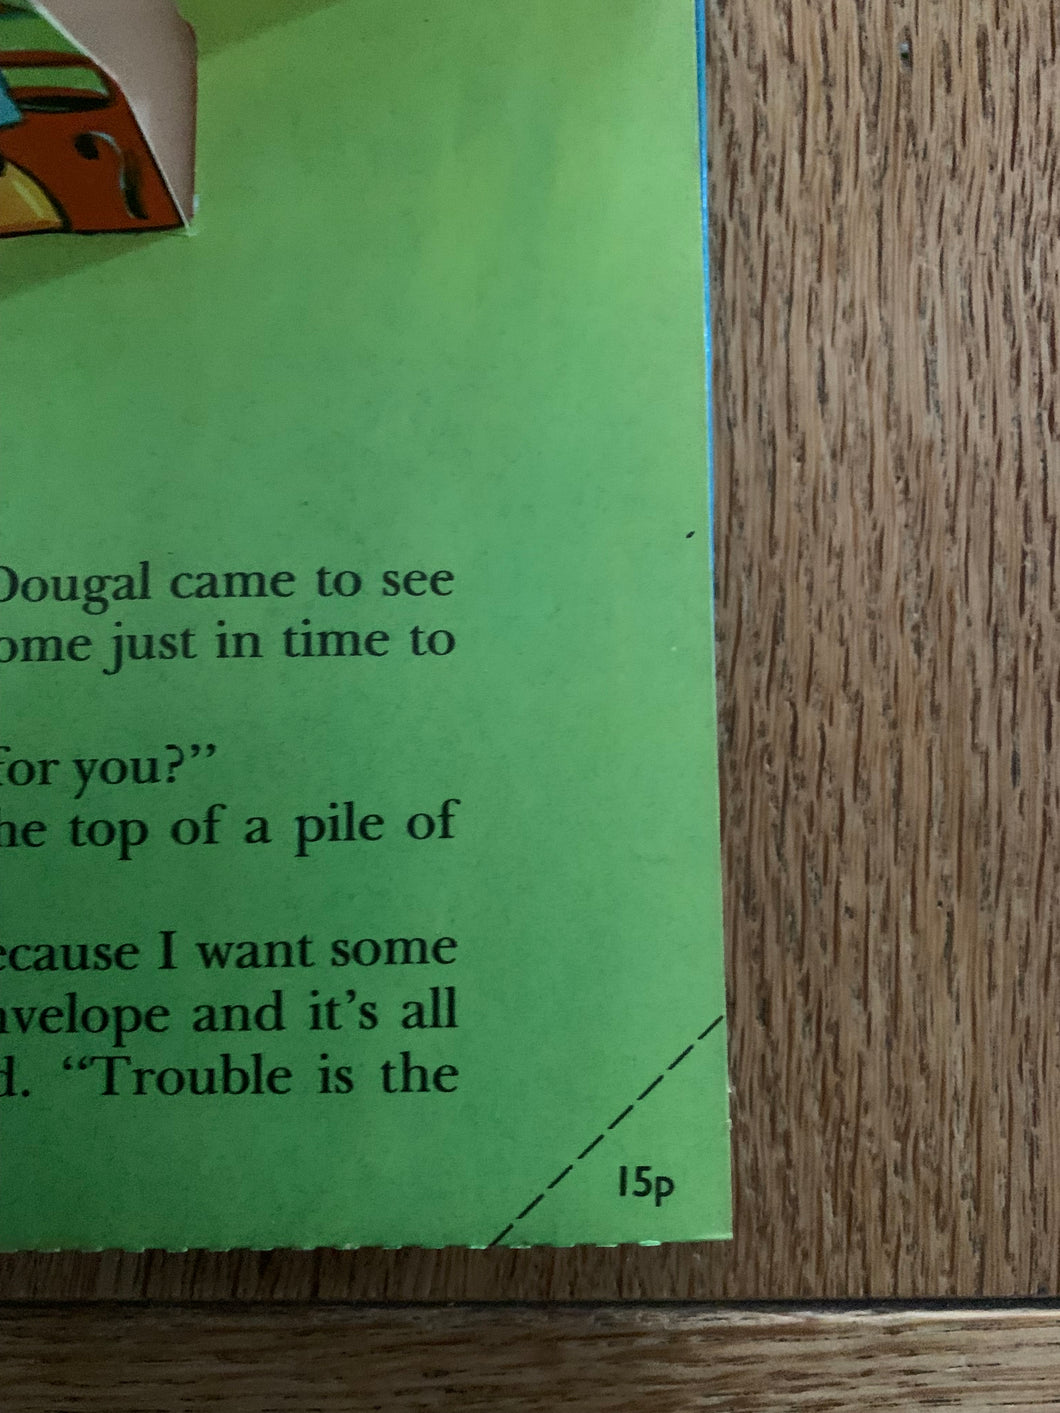 Dougal came to see
ome just in time to
for you?”
he top of a pile of
ecause I want some
nvelope and it’s all
d. “Trouble is the
15p